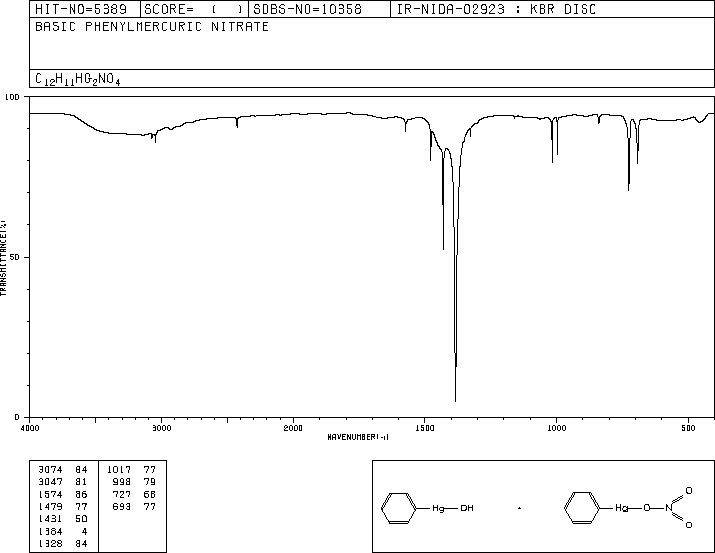 HIT-NO=5389 SCORE= ( ) SDBS-NO=10358 IR-NIDA-02923 : KBR DISC
BASIC PHENYLMERCURIC NITRATE
C12H11HG2NO4
100
50
0
TRANSMITTANCE(%)
4000 3000 2000 1500 1000 500
WAVENUMBER(-1)
3074 84 1017 77
3047 81 998 79
1574 86 727 68
1479 77 693 77
1431 50
1384 4
1328 84
O
Hg OH · Hg O N
O